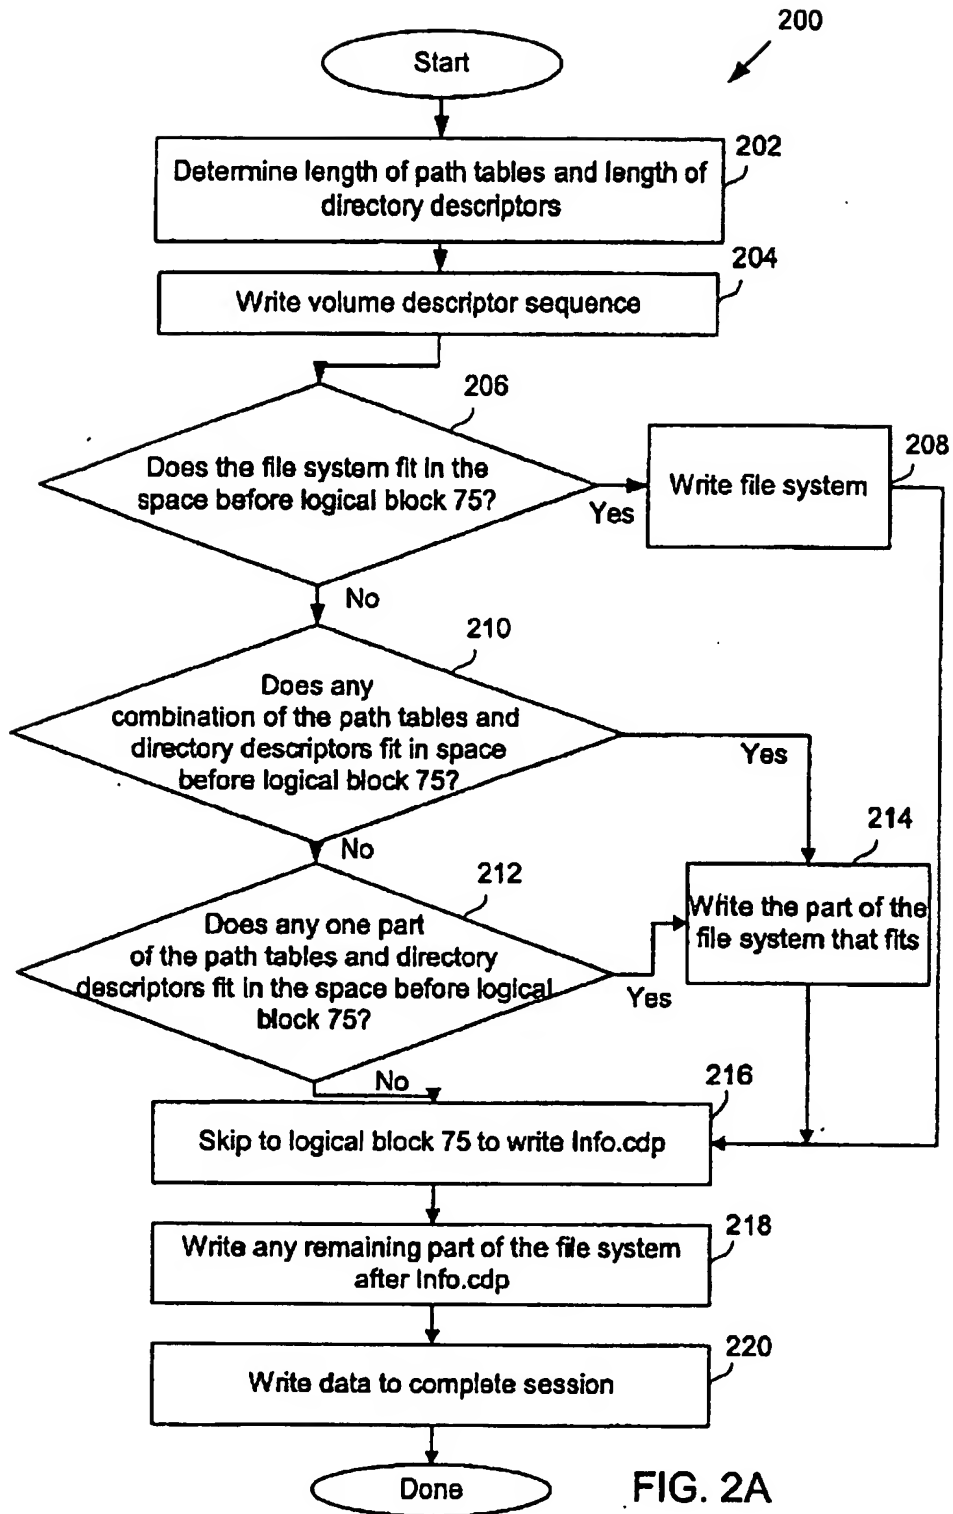 200
Start
202
Determine length of path tables and length of
directory descriptors
204
Write volume descriptor sequence
206
Does the file system fit in the
space before logical block 75?
Yes
208
Write file system
No
210
Does any
combination of the path tables and
directory descriptors fit in space
before logical block 75?
Yes
No
212
Does any one part
of the path tables and directory
descriptors fit in the space before logical
block 75?
Yes
214
Write the part of the
file system that fits
No
216
Skip to logical block 75 to write Info.cdp
218
Write any remaining part of the file system
after Info.cdp
220
Write data to complete session
Done
FIG. 2A